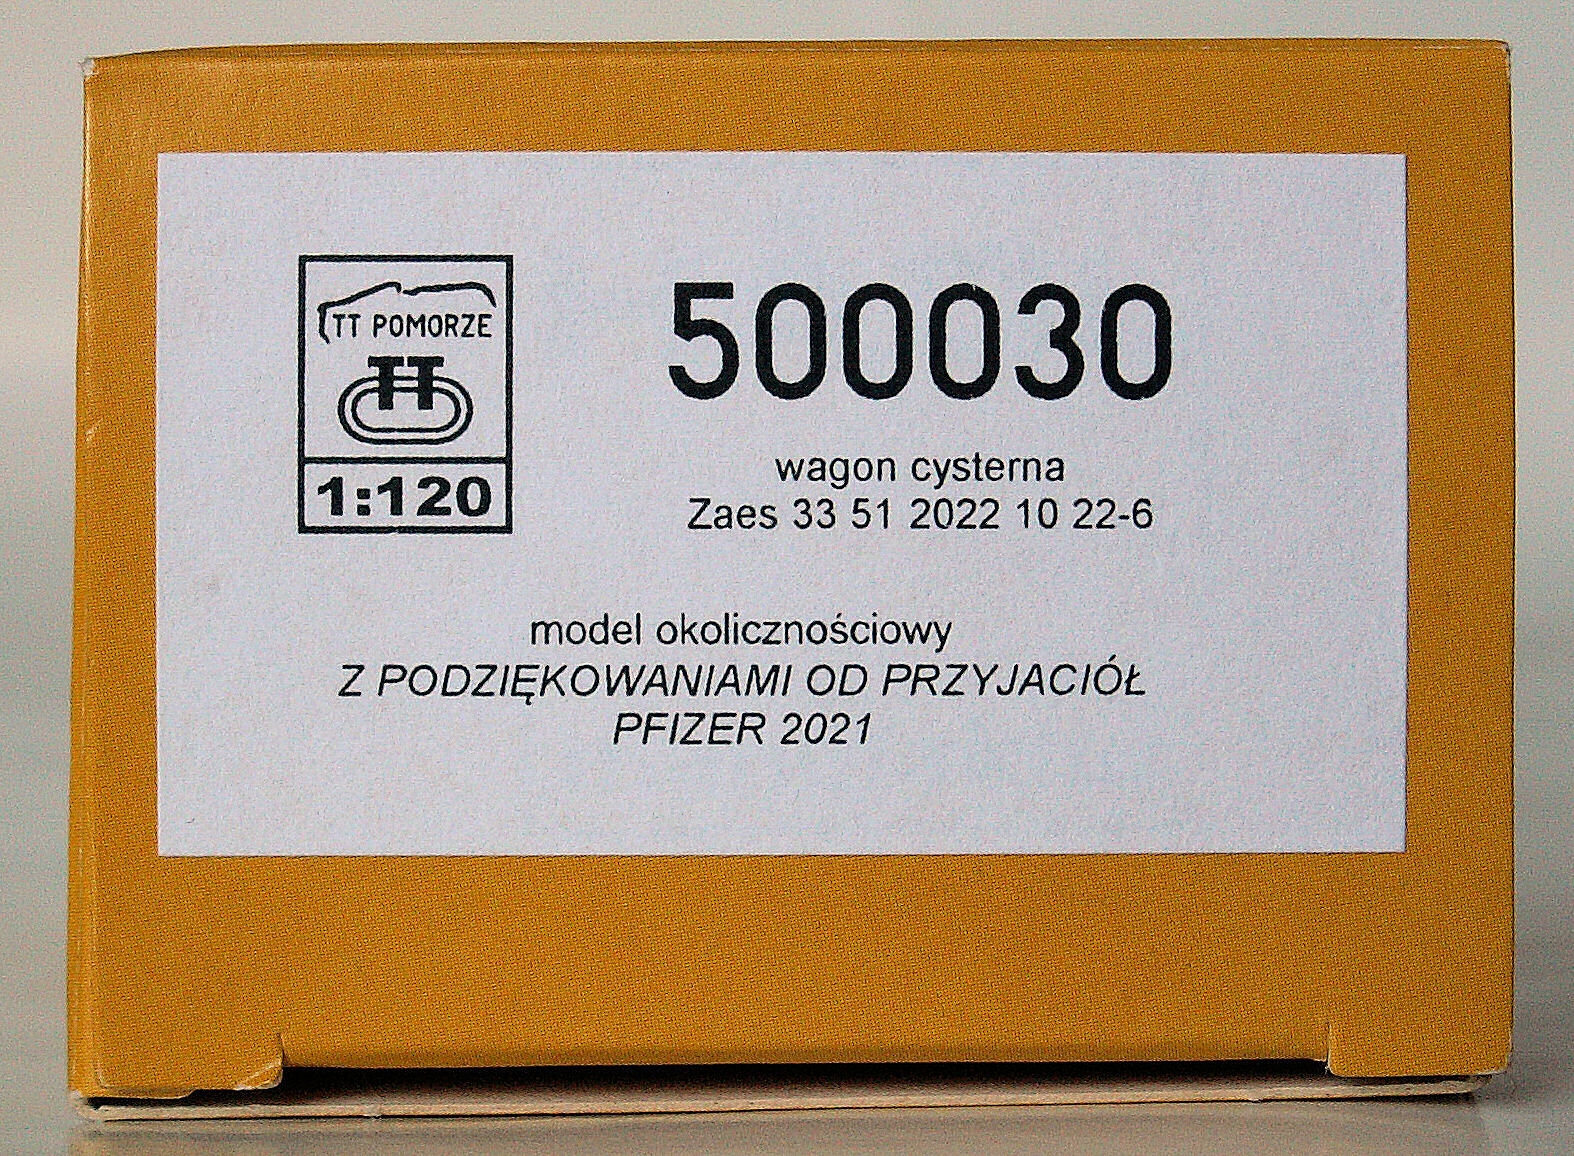 TT POMORZE
TT
1:120
500030
wagon cysterna
Zaes 33 51 2022 10 22-6
model okolicznościowy
Z PODZIĘKOWANIAMI OD PRZYJACIÓŁ
PFIZER 2021